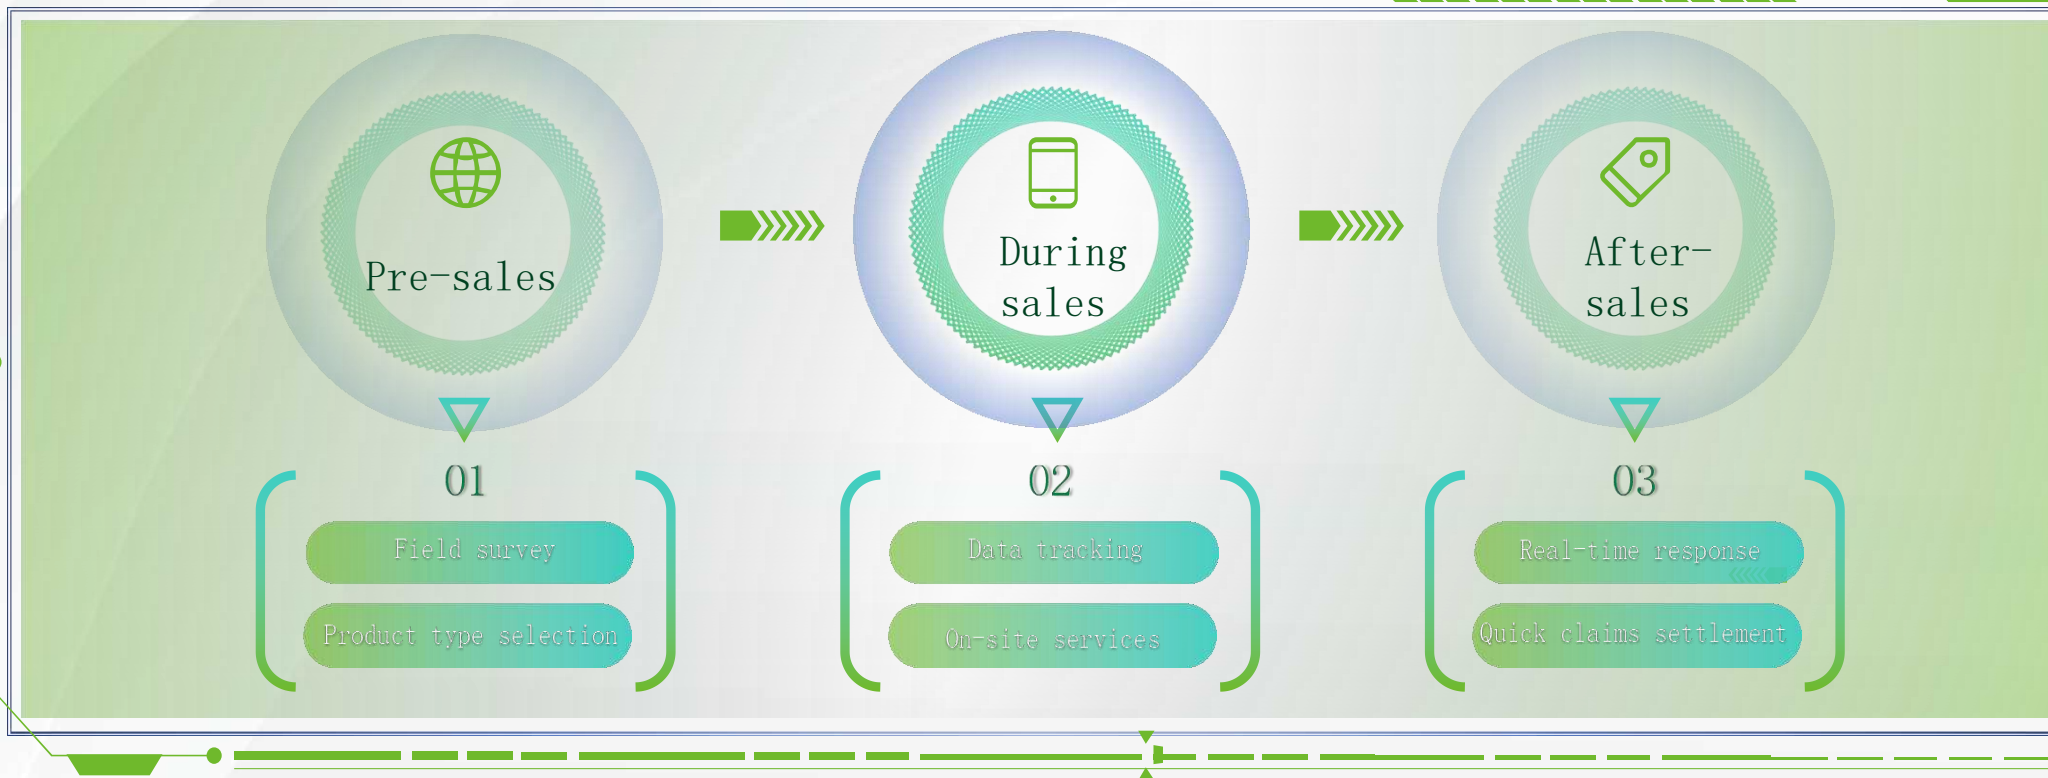 Pre-sales
During
sales
After-
sales
01
Field survey
Product type selection
02
Data tracking
On-site services
03
Real-time response
Quick claims settlement